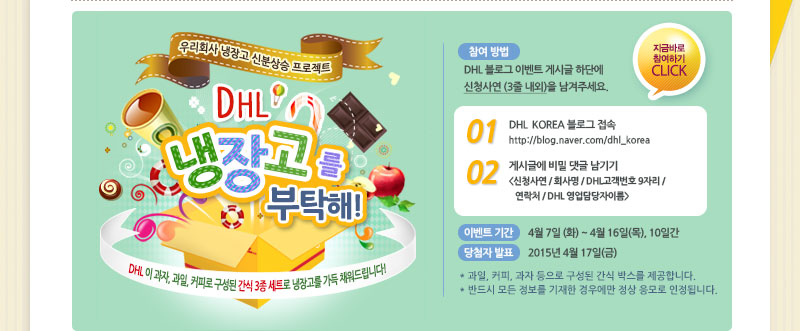 우리회사 냉장고 신분상승 프로젝트
DHL
냉장고를
부탁해!
DHL 이 과자, 과일, 커피로 구성된 간식 3종 세트로 냉장고를 가득 채워드립니다!
참여 방법
DHL 블로그 이벤트 게시글 하단에
신청사연 (3줄 내외)을 남겨주세요.
지금바로
참여하기
CLICK
01 DHL KOREA 블로그 접속
http://blog.naver.com/dhl_korea
02 게시글에 비밀 댓글 남기기
<신청사연 / 회사명 / DHL고객번호 9자리 /
연락처 / DHL 영업담당자이름>
이벤트 기간 4월 7일 (화) ~ 4월 16일(목), 10일간
당첨자 발표 2015년 4월 17일(금)
* 과일, 커피, 과자 등으로 구성된 간식 박스를 제공합니다.
* 반드시 모든 정보를 기재한 경우에만 정상 응모로 인정됩니다.